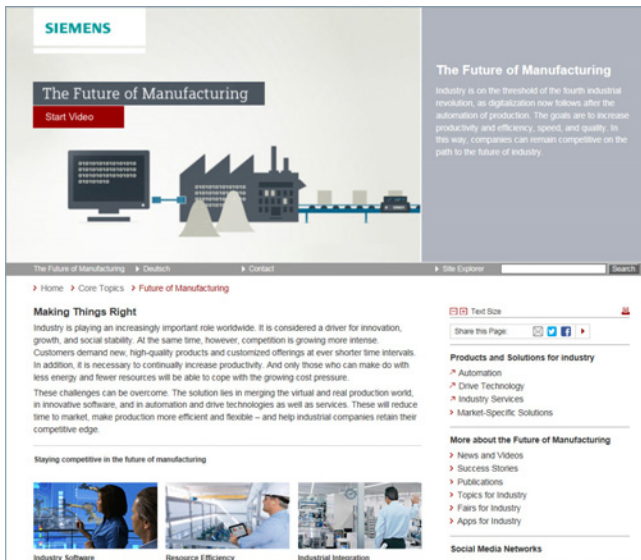 SIEMENS
The Future of Manufacturing
Start Video
The Future of Manufacturing
Industry is on the threshold of the fourth industrial
revolution, as digitalization now follows after the
automation of production. The goals are to increase
productivity and efficiency, speed, and quality. In
this way, companies can remain competitive on the
path to the future of industry.
The Future of Manufacturing Deutsch Contact Site Explorer Search
Home Core Topics Future of Manufacturing
Making Things Right
Industry is playing an increasingly important role worldwide. It is considered a driver for innovation,
growth, and social stability. At the same time, however, competition is growing more intense.
Customers demand new, high-quality products and customized offerings at ever shorter time intervals.
In addition, it is necessary to continually increase productivity. And only those who can make do with
less energy and fewer resources will be able to cope with the growing cost pressure.
These challenges can be overcome. The solution lies in merging the virtual and real production world,
in innovative software, and in automation and drive technologies as well as services. These will reduce
time to market, make production more efficient and flexible – and help industrial companies retain their
competitive edge.
Staying competitive in the future of manufacturing
Industry Software
Resource Efficiency
Industrial Integration
Text Size
Share this Page:
Products and Solutions for industry
Automation
Drive Technology
Industry Services
Market-Specific Solutions
More about the Future of Manufacturing
News and Videos
Success Stories
Publications
Topics for Industry
Fairs for Industry
Apps for Industry
Social Media Networks